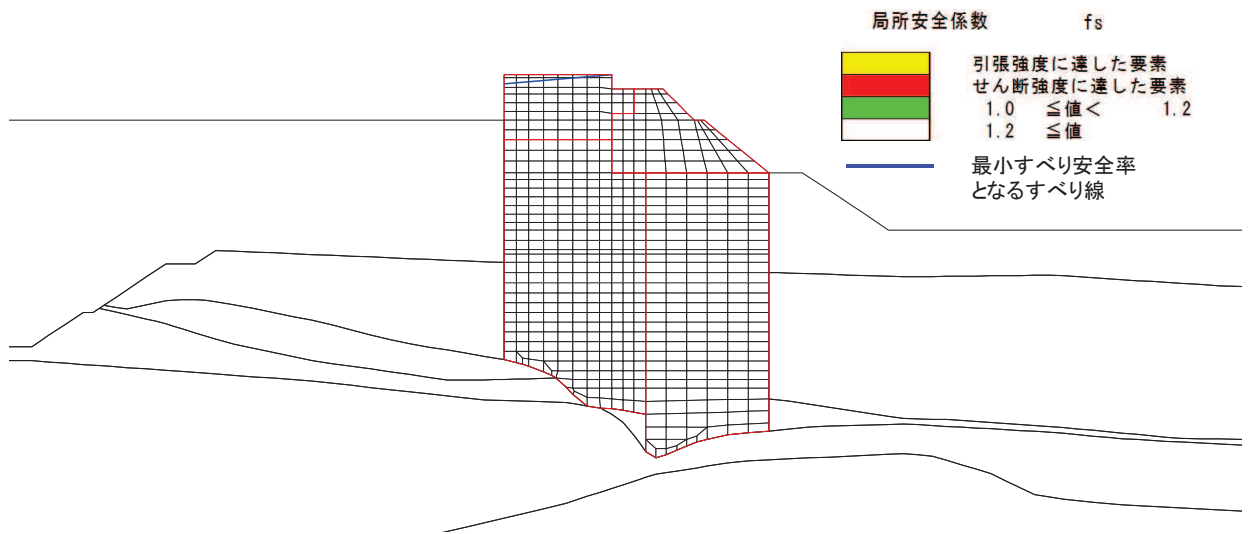 局所安全係数 fs
引張強度に達した要素
せん断強度に達した要素
1.0 ≦値< 1.2
1.2 ≦値
最小すべり安全率
となるすべり線